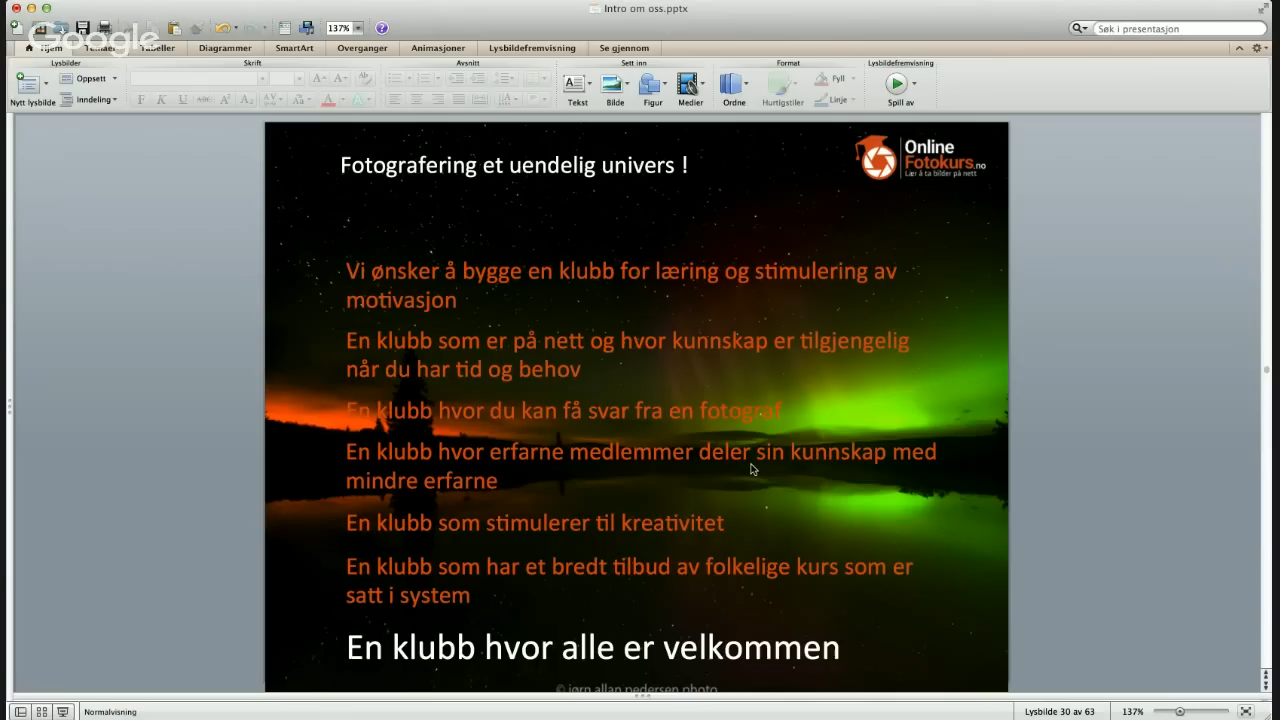 Intro om oss.pptx
Google
137%
Søk i presentasjon
Hjem Temaer Tabeller Diagrammer SmartArt Overganger Animasjoner Lysbildefremvisning Se gjennom
Lysbilder Skrift Avsnitt Sett inn Format Lysbildefremvisning
Nytt lysbilde Oppsett Inndeling
Tekst Bilde Figur Medier Ordne Hurtigstiler Fyll Linje Spill av
Fotografering et uendelig univers !
Online
Fotokurs.no
Lær å ta bilder på nett
Vi ønsker å bygge en klubb for læring og stimulering av
motivasjon
En klubb som er på nett og hvor kunnskap er tilgjengelig
når du har tid og behov
En klubb hvor du kan få svar fra en fotograf
En klubb hvor erfarne medlemmer deler sin kunnskap med
mindre erfarne
En klubb som stimulerer til kreativitet
En klubb som har et bredt tilbud av folkelige kurs som er
satt i system
En klubb hvor alle er velkommen
© jørn allan pedersen photo
Normalvisning
Lysbilde 30 av 63
137%